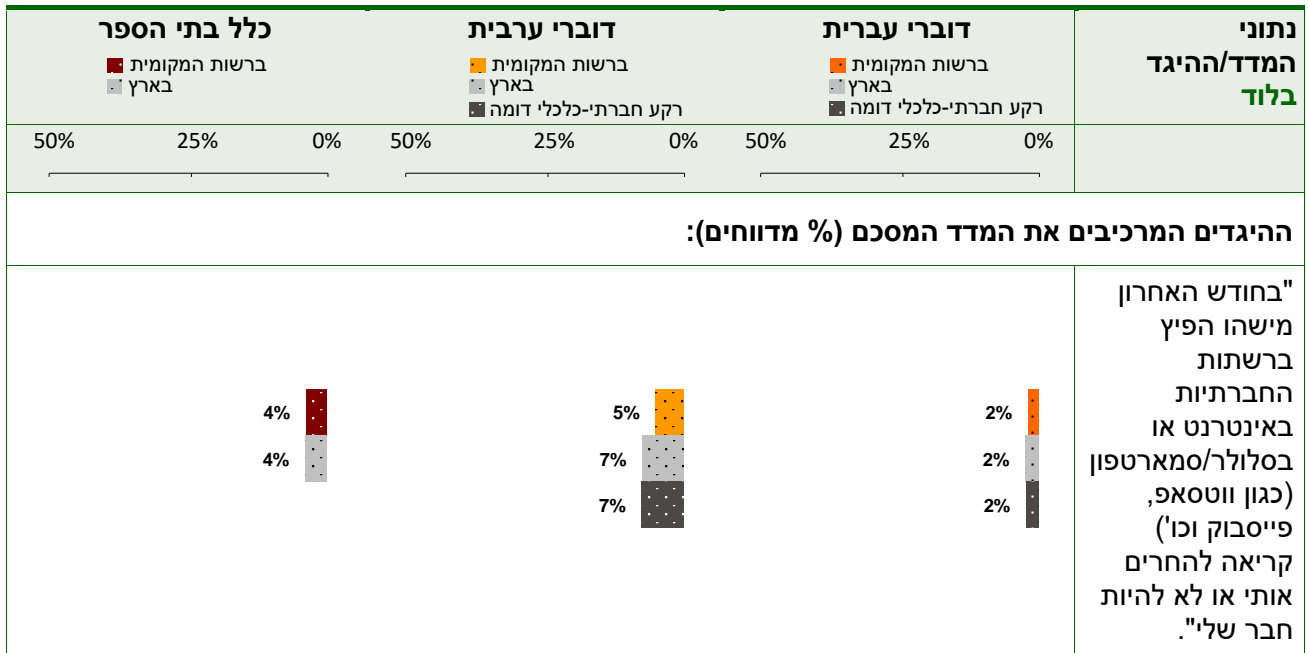 נתוני
המדד/ההיגד
בלוד
דוברי עברית
ברשות המקומית
בארץ
רקע חברתי-כלכלי דומה
דוברי ערבית
ברשות המקומית
בארץ
רקע חברתי-כלכלי דומה
כלל בתי הספר
ברשות המקומית
בארץ
0% 25% 50%
0% 25% 50%
0% 25% 50%
ההיגדים המרכיבים את המדד המסכם (% מדווחים):
"בחודש האחרון
מישהו הפיץ
ברשתות
החברתיות
באינטרנט או
בסלולר/סמארטפון
(כגון ווטסאפ,
פייסבוק וכו')
קריאה להחרים
אותי או לא להיות
חבר שלי".
2%
2%
2%
5%
7%
7%
4%
4%